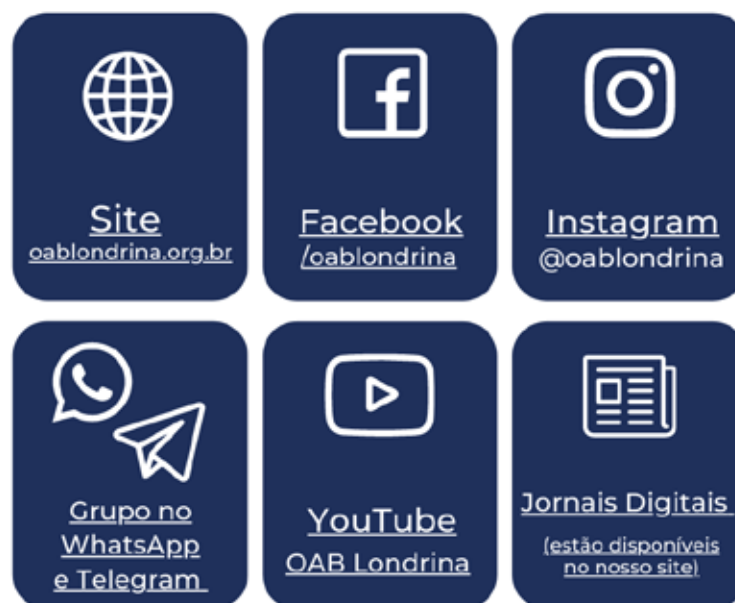 Site
oablondrina.org.br
Facebook
/oablondrina
Instagram
@oablondrina
Grupo no
WhatsApp
e Telegram
YouTube
OAB Londrina
Jornais Digitais
(estão disponíveis
no nosso site)